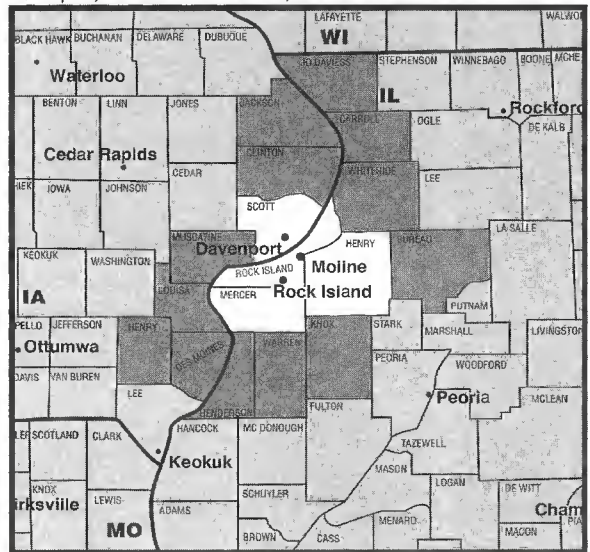 LAFAYETTE
WALWO
BLACK HAWK BUCHANAN DELAWARE DUBUQUE
WI
JO DAVIESS
STEPHENSON WINNEBAGO BOONE MCHE
Waterloo
IL
BENTON LINN JONES JACKSON
CARROLL OGLE
Rockford
DE KALB
Cedar Rapids
CLINTON
WHITESIDE
CEDAR
LEE
IOWA JOHNSON
SCOTT
LA SALLE
MUSCATINE
Davenport
HENRY
BUREAU
KEOKUK
WASHINGTON
Moline
ROCK ISLAND
IA
LOUISA
MERCER
Rock Island
PUTNAM
STARK
MARSHALL
LIVINGSTON
PELLO JEFFERSON
HENRY
KNOX
Ottumwa
DES MOINES
WARREN
PEORIA
WOODFORD
DAVIS VAN BUREN
LEE
Peoria
MCLEAN
HENDERSON
FULTON
HANCOCK
MC DONOUGH
SCOTLAND CLARK
TAZEWELL
Keokuk
MASON
LOGAN
KNOX
SCHUYLER
DE WITT
irksville
LEWIS
ADAMS
MENARD
Cham
MO
BROWN
CASS
MACON
PIA